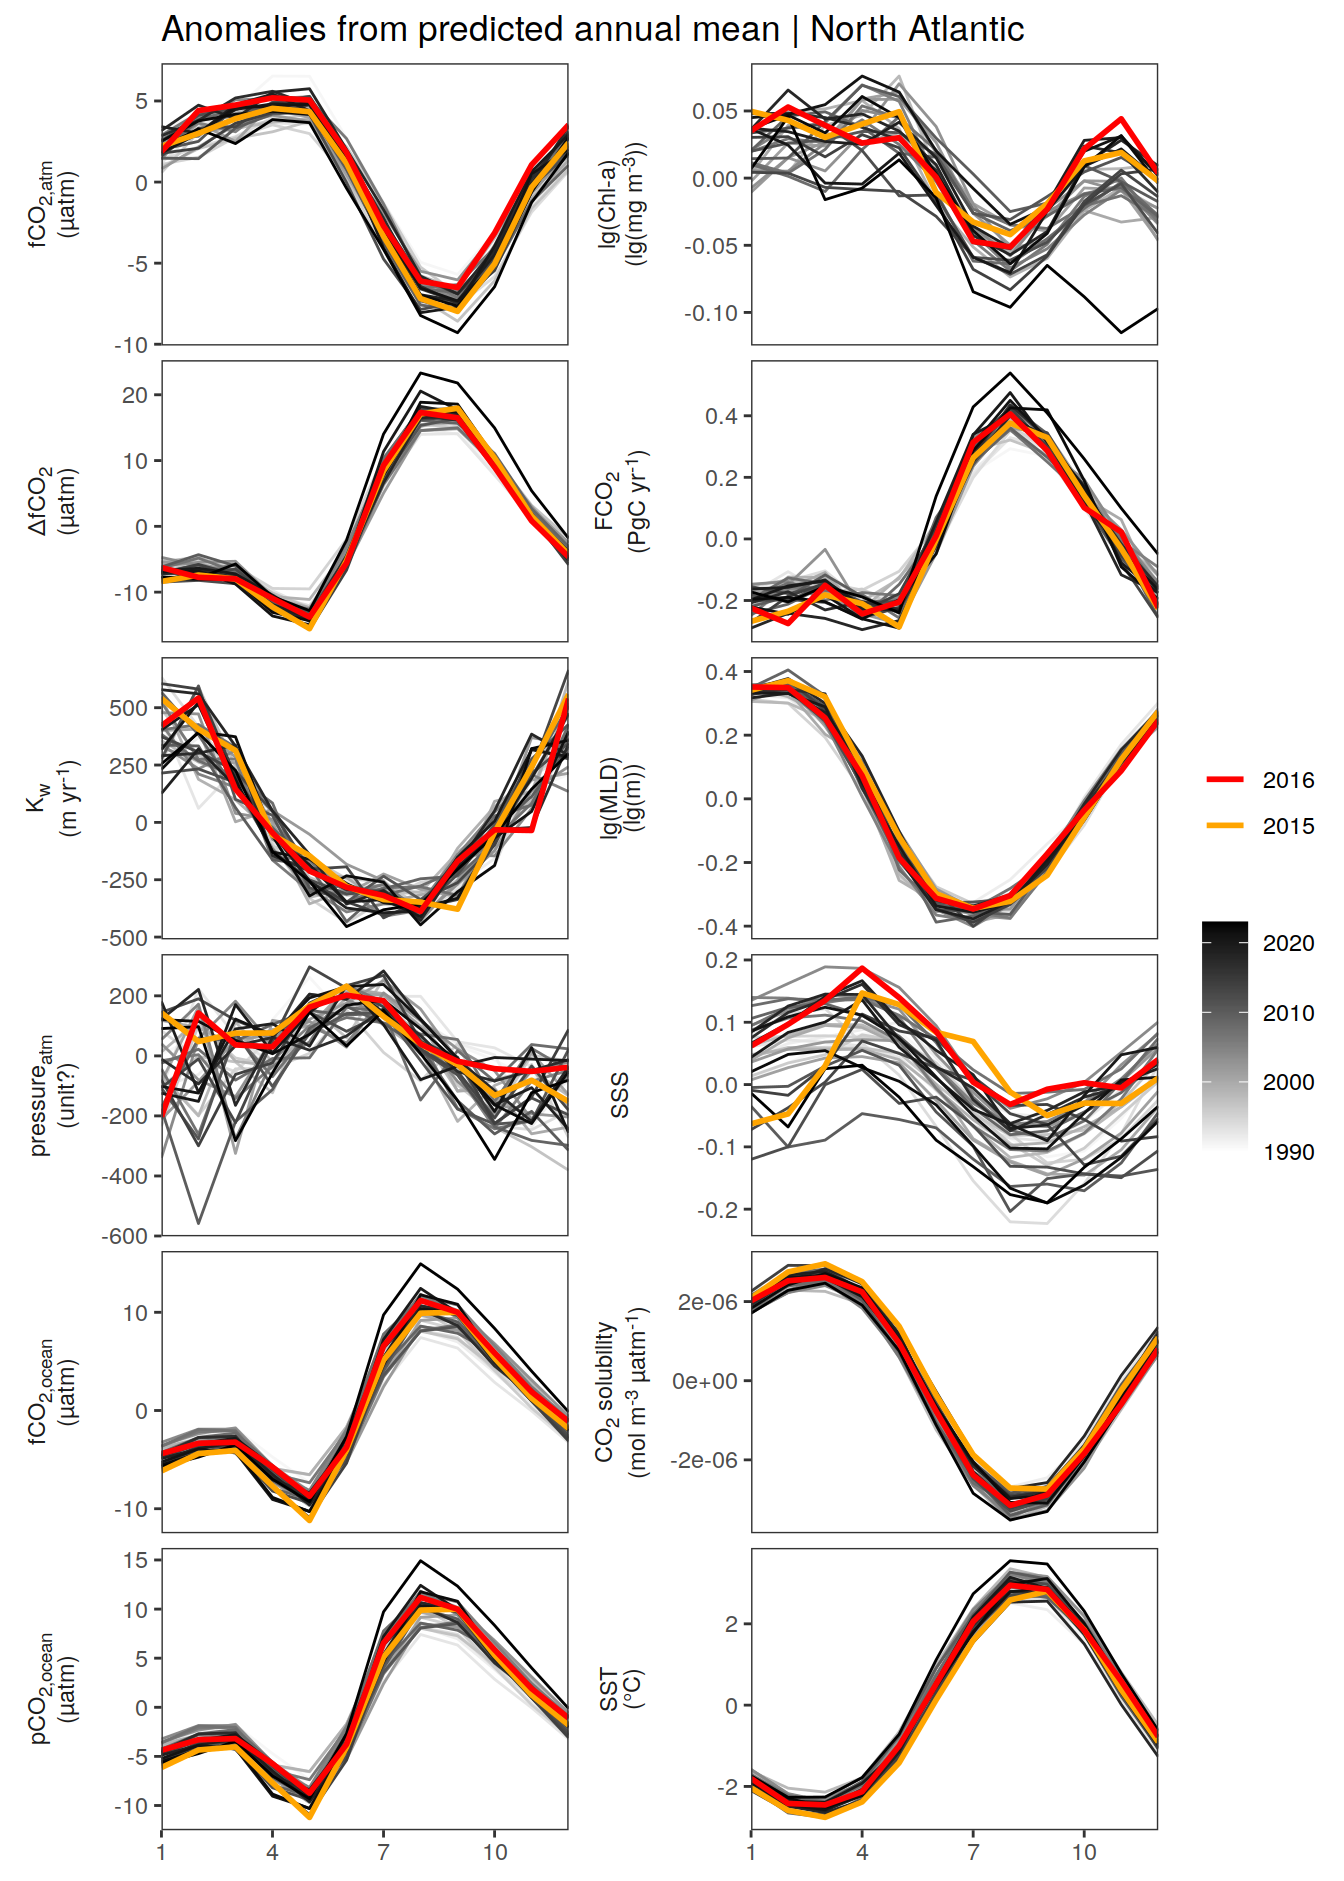 Anomalies from predicted annual mean | North Atlantic
fCO2,atm
(µatm)
5
0
-5
-10
lg(Chl-a)
(lg(mg m-3))
0.05
0.00
-0.05
-0.10
ΔfCO2
(µatm)
20
10
0
-10
FCO2
(PgC yr-1)
0.4
0.2
0.0
-0.2
Kw
(m yr-1)
500
250
0
-250
-500
lg(MLD)
(lg(m))
0.4
0.2
0.0
-0.2
-0.4
2016
2015
pressureatm
(unit?)
200
0
-200
-400
-600
SSS
0.2
0.1
0.0
-0.1
-0.2
2020
2010
2000
1990
fCO2,ocean
(µatm)
10
0
-10
CO2 solubility
(mol m-3 µatm-1)
2e-06
0e+00
-2e-06
pCO2,ocean
(µatm)
15
10
5
0
-5
-10
1 4 7 10
SST
(°C)
2
0
-2
1 4 7 10